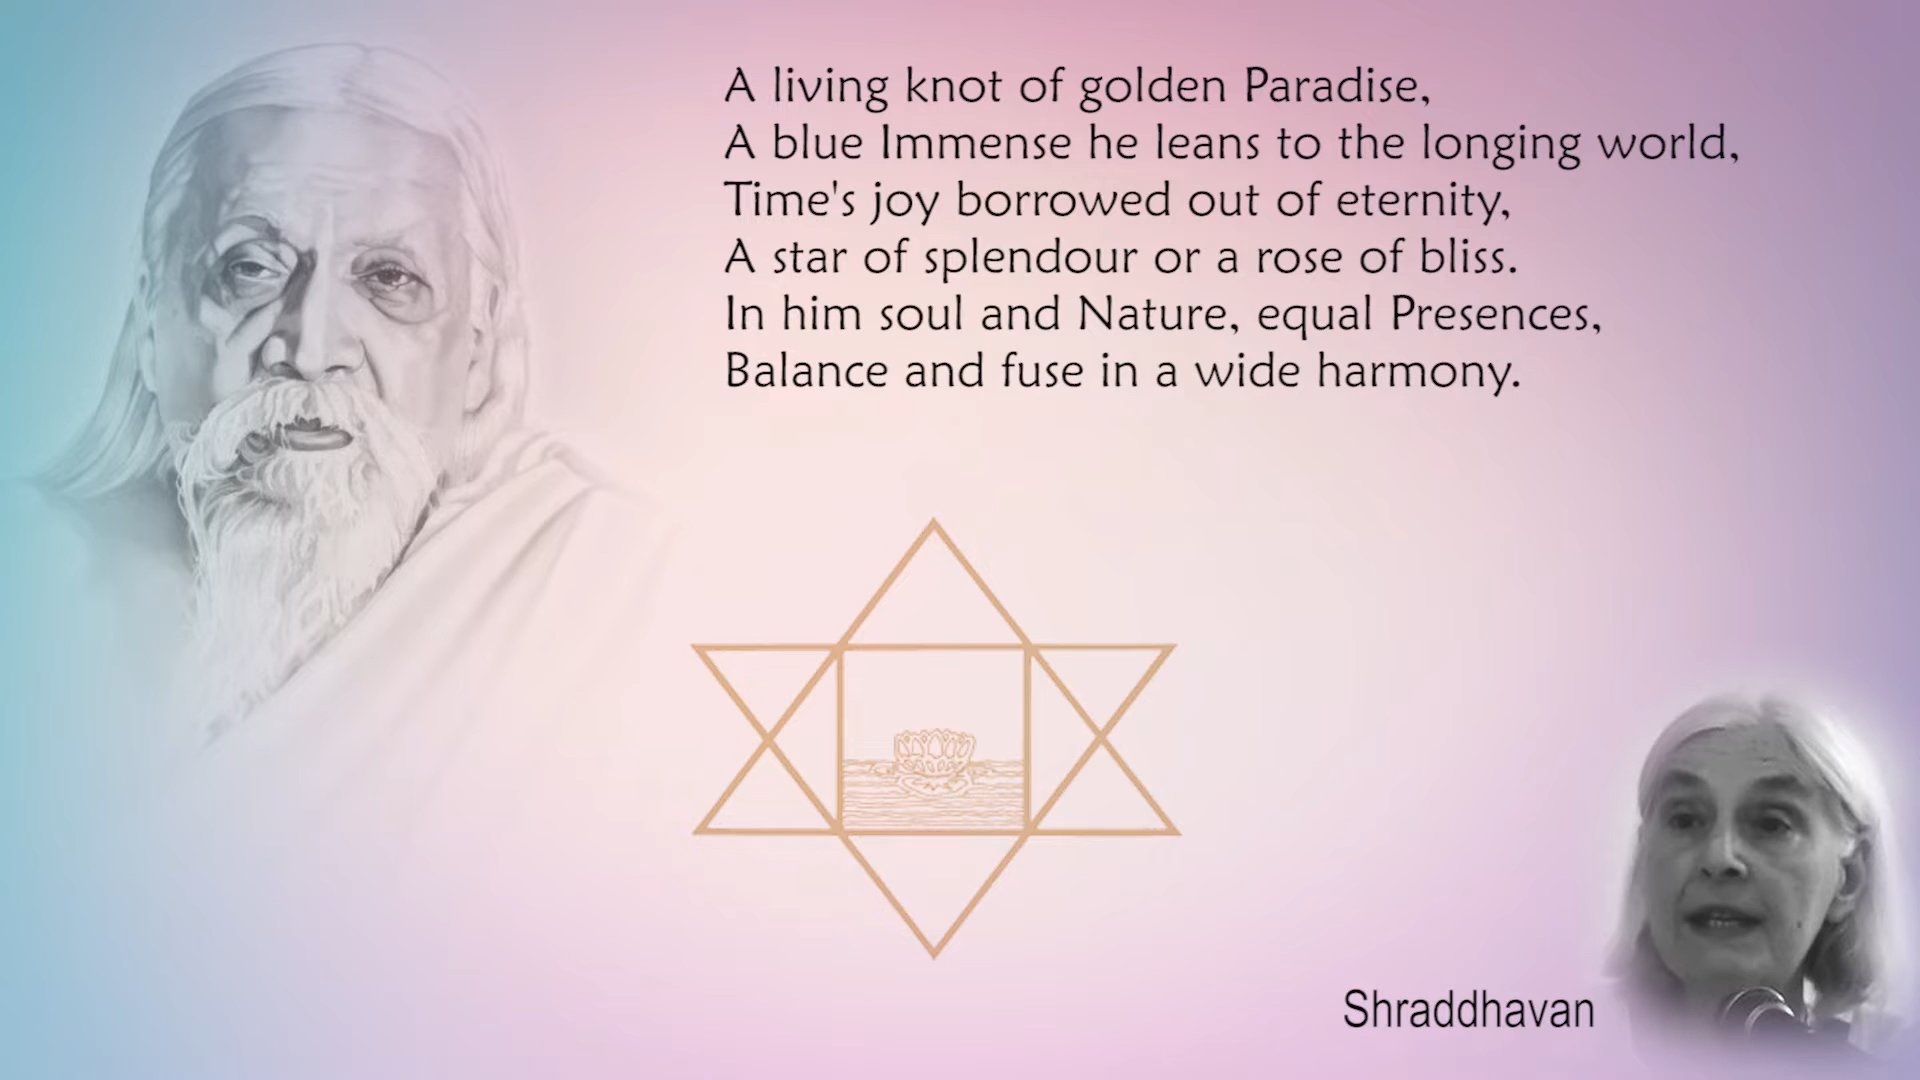 A living knot of golden Paradise,
A blue Immense he leans to the longing world,
Time's joy borrowed out of eternity,
A star of splendour or a rose of bliss.
In him soul and Nature, equal Presences,
Balance and fuse in a wide harmony.
Shraddhavan